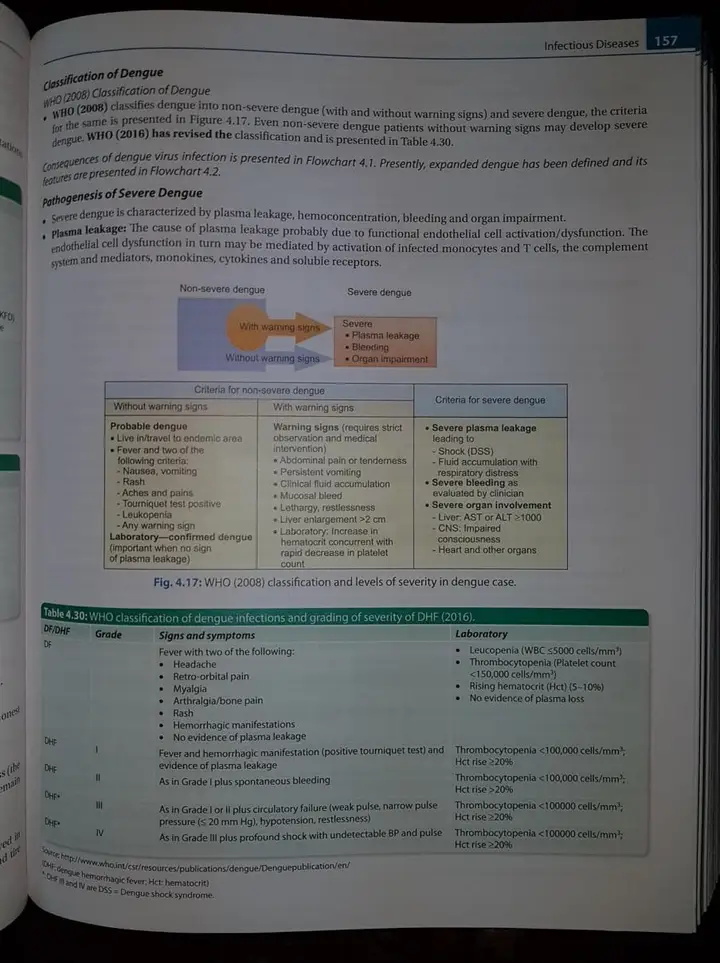 Infectious Diseases 157
Classification of Dengue
WHO (2008) Classification of Dengue
• WHO (2008) classifies dengue into non-severe dengue (with and without warning signs) and severe dengue, the criteria
for the same is presented in Figure 4.17. Even non-severe dengue patients without warning signs may develop severe
dengue. WHO (2016) has revised the classification and is presented in Table 4.30.
Consequences of dengue virus infection is presented in Flowchart 4.1. Presently, expanded dengue has been defined and its
features are presented in Flowchart 4.2.
Pathogenesis of Severe Dengue
• Severe dengue is characterized by plasma leakage, hemoconcentration, bleeding and organ impairment.
• Plasma leakage: The cause of plasma leakage probably due to functional endothelial cell activation/dysfunction. The
endothelial cell dysfunction in turn may be mediated by activation of infected monocytes and T cells, the complement
system and mediators, monokines, cytokines and soluble receptors.
Non-severe dengue
Severe dengue
With warning signs
Without warning signs
Severe
• Plasma leakage
• Bleeding
• Organ impairment
Criteria for non-severe dengue
Criteria for severe dengue
Without warning signs
With warning signs
Probable dengue
• Live in/travel to endemic area
• Fever and two of the
following criteria:
- Nausea, vomiting
- Rash
- Aches and pains
- Tourniquet test positive
- Leukopenia
- Any warning sign
Laboratory—confirmed dengue
(important when no sign
of plasma leakage)
Warning signs (requires strict
observation and medical
intervention)
• Abdominal pain or tenderness
• Persistent vomiting
• Clinical fluid accumulation
• Mucosal bleed
• Lethargy, restlessness
• Liver enlargement >2 cm
• Laboratory: Increase in
hematocrit concurrent with
rapid decrease in platelet
count
• Severe plasma leakage
leading to
- Shock (DSS)
- Fluid accumulation with
respiratory distress
• Severe bleeding as
evaluated by clinician
• Severe organ involvement
- Liver: AST or ALT ≥1000
- CNS: Impaired
consciousness
- Heart and other organs
Fig. 4.17: WHO (2008) classification and levels of severity in dengue case.
Table 4.30: WHO classification of dengue infections and grading of severity of DHF (2016).
DF/DHF Grade Signs and symptoms Laboratory
DF
Fever with two of the following:
• Headache
• Retro-orbital pain
• Myalgia
• Arthralgia/bone pain
• Rash
• Hemorrhagic manifestations
• No evidence of plasma leakage
• Leucopenia (WBC ≤5000 cells/mm³)
• Thrombocytopenia (Platelet count
<150,000 cells/mm³)
• Rising hematocrit (Hct) (5–10%)
• No evidence of plasma loss
DHF I Fever and hemorrhagic manifestation (positive tourniquet test) and
evidence of plasma leakage
Thrombocytopenia <100,000 cells/mm³;
Hct rise ≥20%
DHF II As in Grade I plus spontaneous bleeding
Thrombocytopenia <100,000 cells/mm³;
Hct rise >20%
DHF* III As in Grade I or II plus circulatory failure (weak pulse, narrow pulse
pressure (≤ 20 mm Hg), hypotension, restlessness)
Thrombocytopenia <100000 cells/mm³;
Hct rise ≥20%
DHF* IV As in Grade III plus profound shock with undetectable BP and pulse
Thrombocytopenia <100000 cells/mm³;
Hct rise ≥20%
Source: http://www.who.int/csr/resources/publications/dengue/Denguepublication/en/
(DHF: dengue hemorrhagic fever; Hct: hematocrit)
*: DHF III and IV are DSS = Dengue shock syndrome.